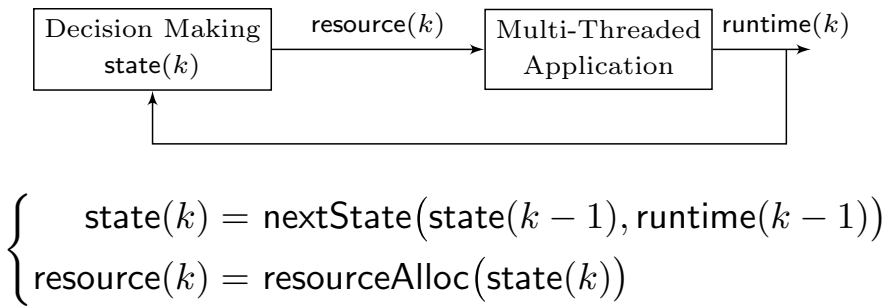 Decision Making
state(k)
resource(k)
Multi-Threaded
Application
runtime(k)
state(k) = nextState(state(k − 1), runtime(k − 1))
resource(k) = resourceAlloc(state(k))